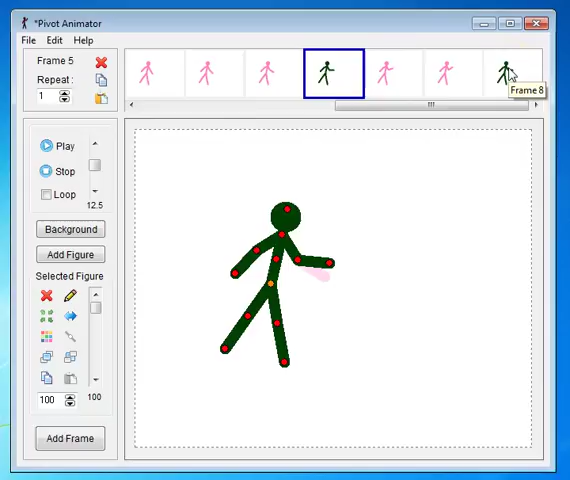 *Pivot Animator
File Edit Help
Frame 5
Repeat :
1
Frame 8
Play
Stop
Loop
12.5
Background
Add Figure
Selected Figure
100
100
Add Frame